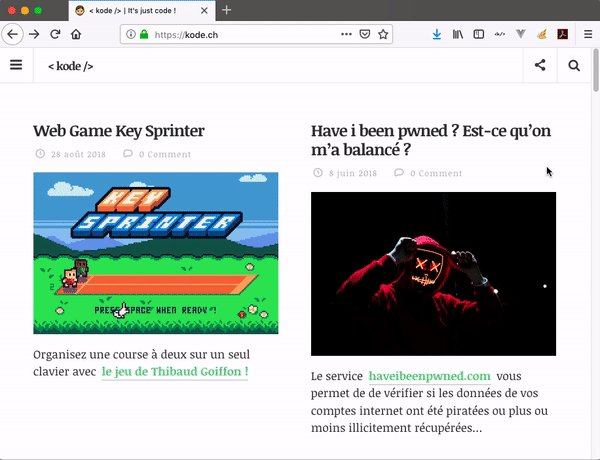 < kode /> | It's just code !
https://kode.ch
< kode />
Web Game Key Sprinter
28 août 2018
0 Comment
KEY
SPRINTER
PRESS SPACE WHEN READY !
Organisez une course à deux sur un seul
clavier avec le jeu de Thibaud Goiffon !
Have i been pwned ? Est-ce qu'on
m'a balancé ?
8 juin 2018
0 Comment
Le service haveibeenpwned.com vous
permet de de vérifier si les données de vos
comptes internet ont été piratées ou plus ou
moins illicitement récupérées...